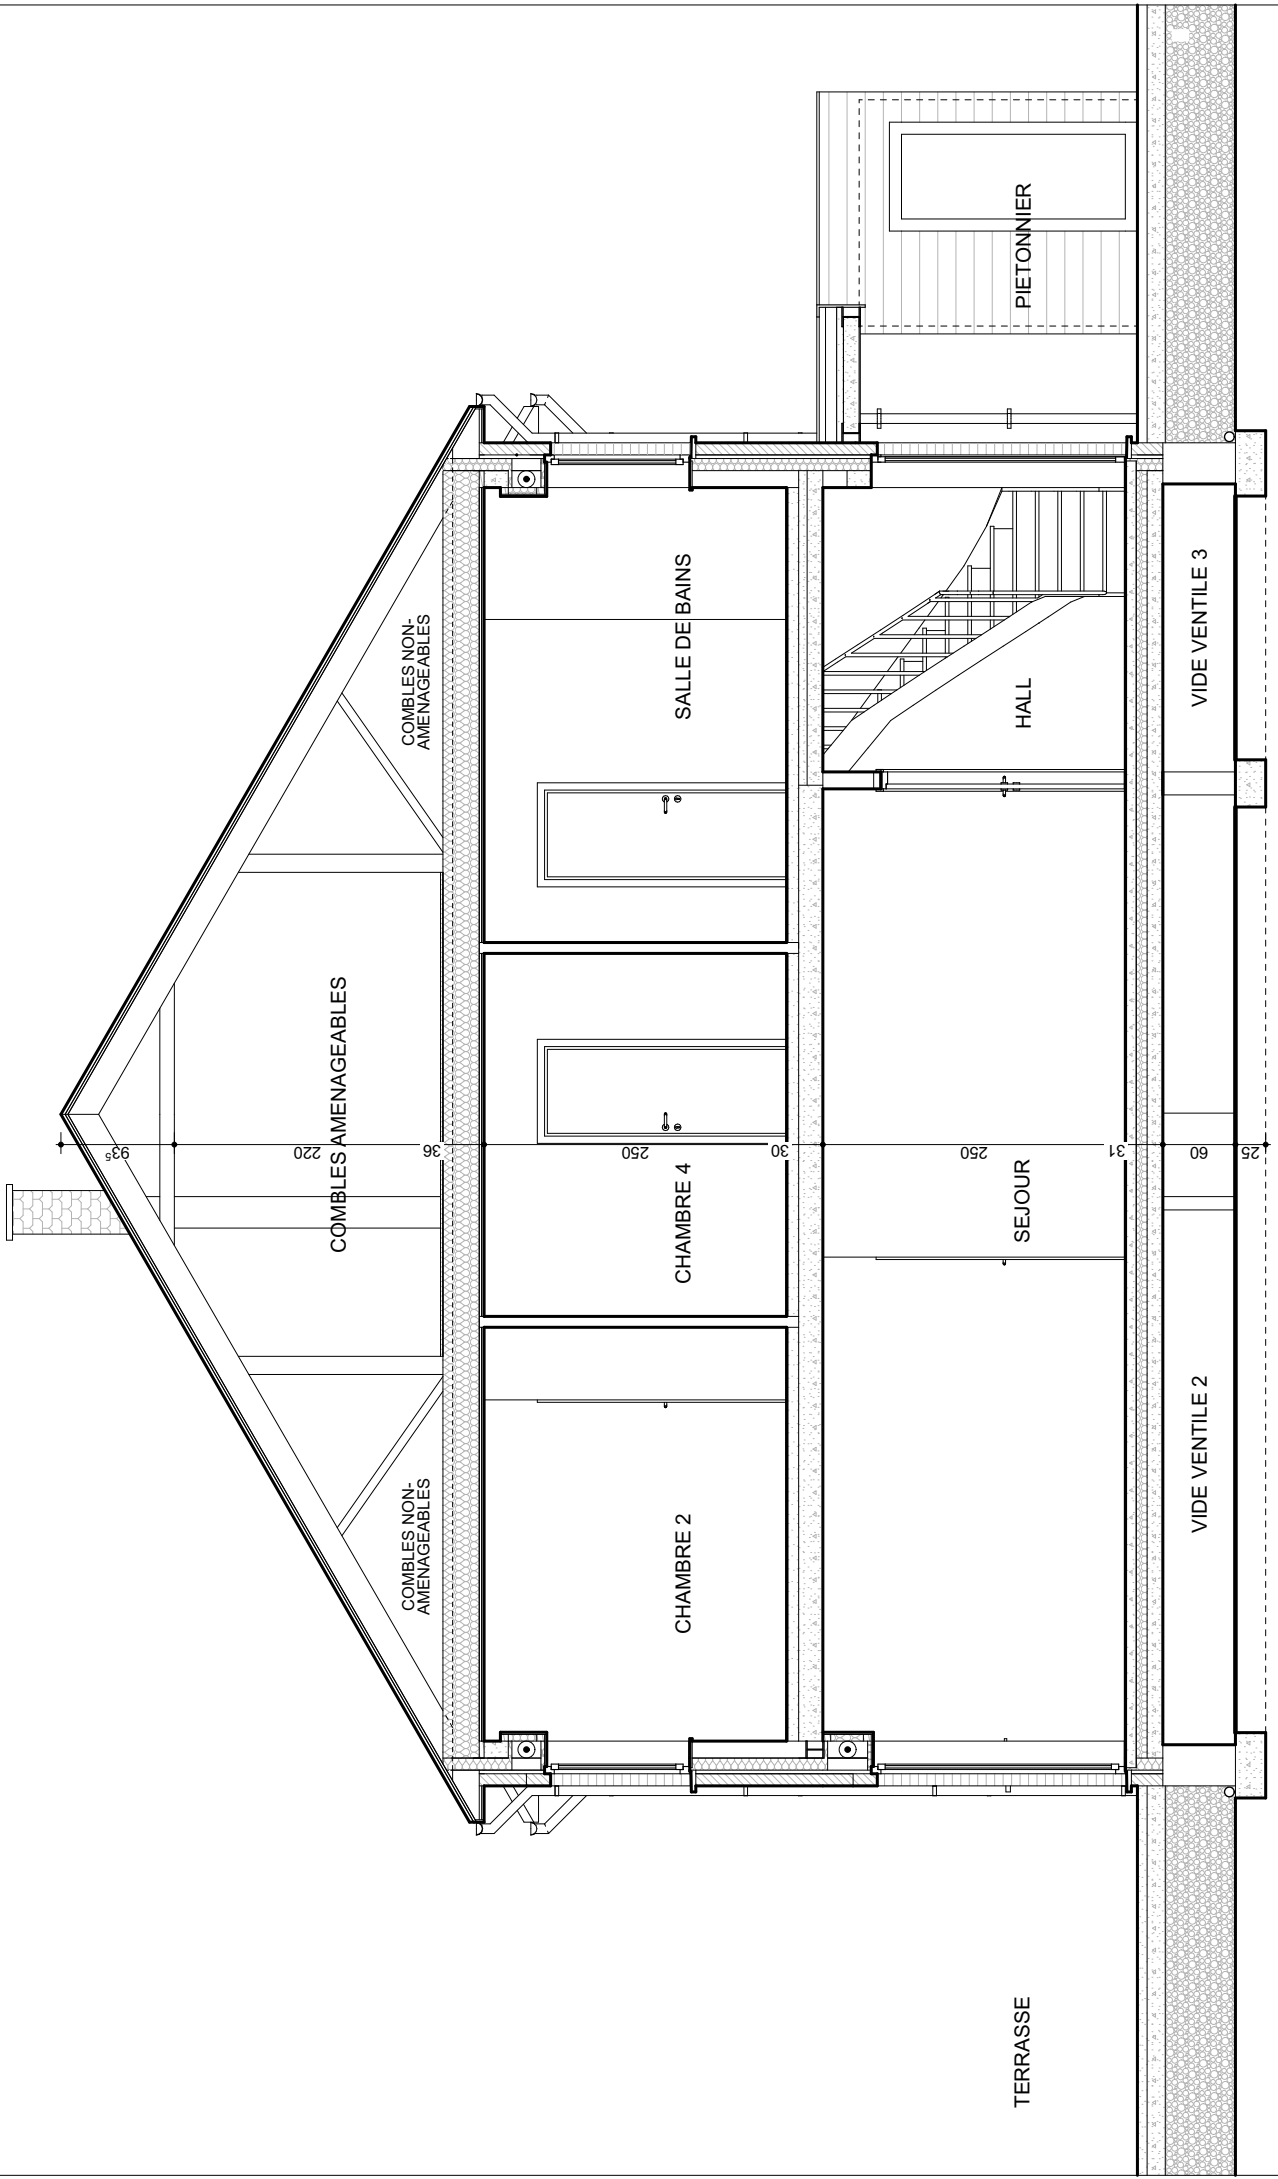 COMBLES AMENAGEABLES
COMBLES NON-
AMENAGEABLES
COMBLES NON-
AMENAGEABLES
CHAMBRE 2
CHAMBRE 4
SALLE DE BAINS
TERRASSE
SEJOUR
HALL
PIETONNIER
VIDE VENTILE 2
VIDE VENTILE 3
93⁵
220
36
250
30
250
31
60
25